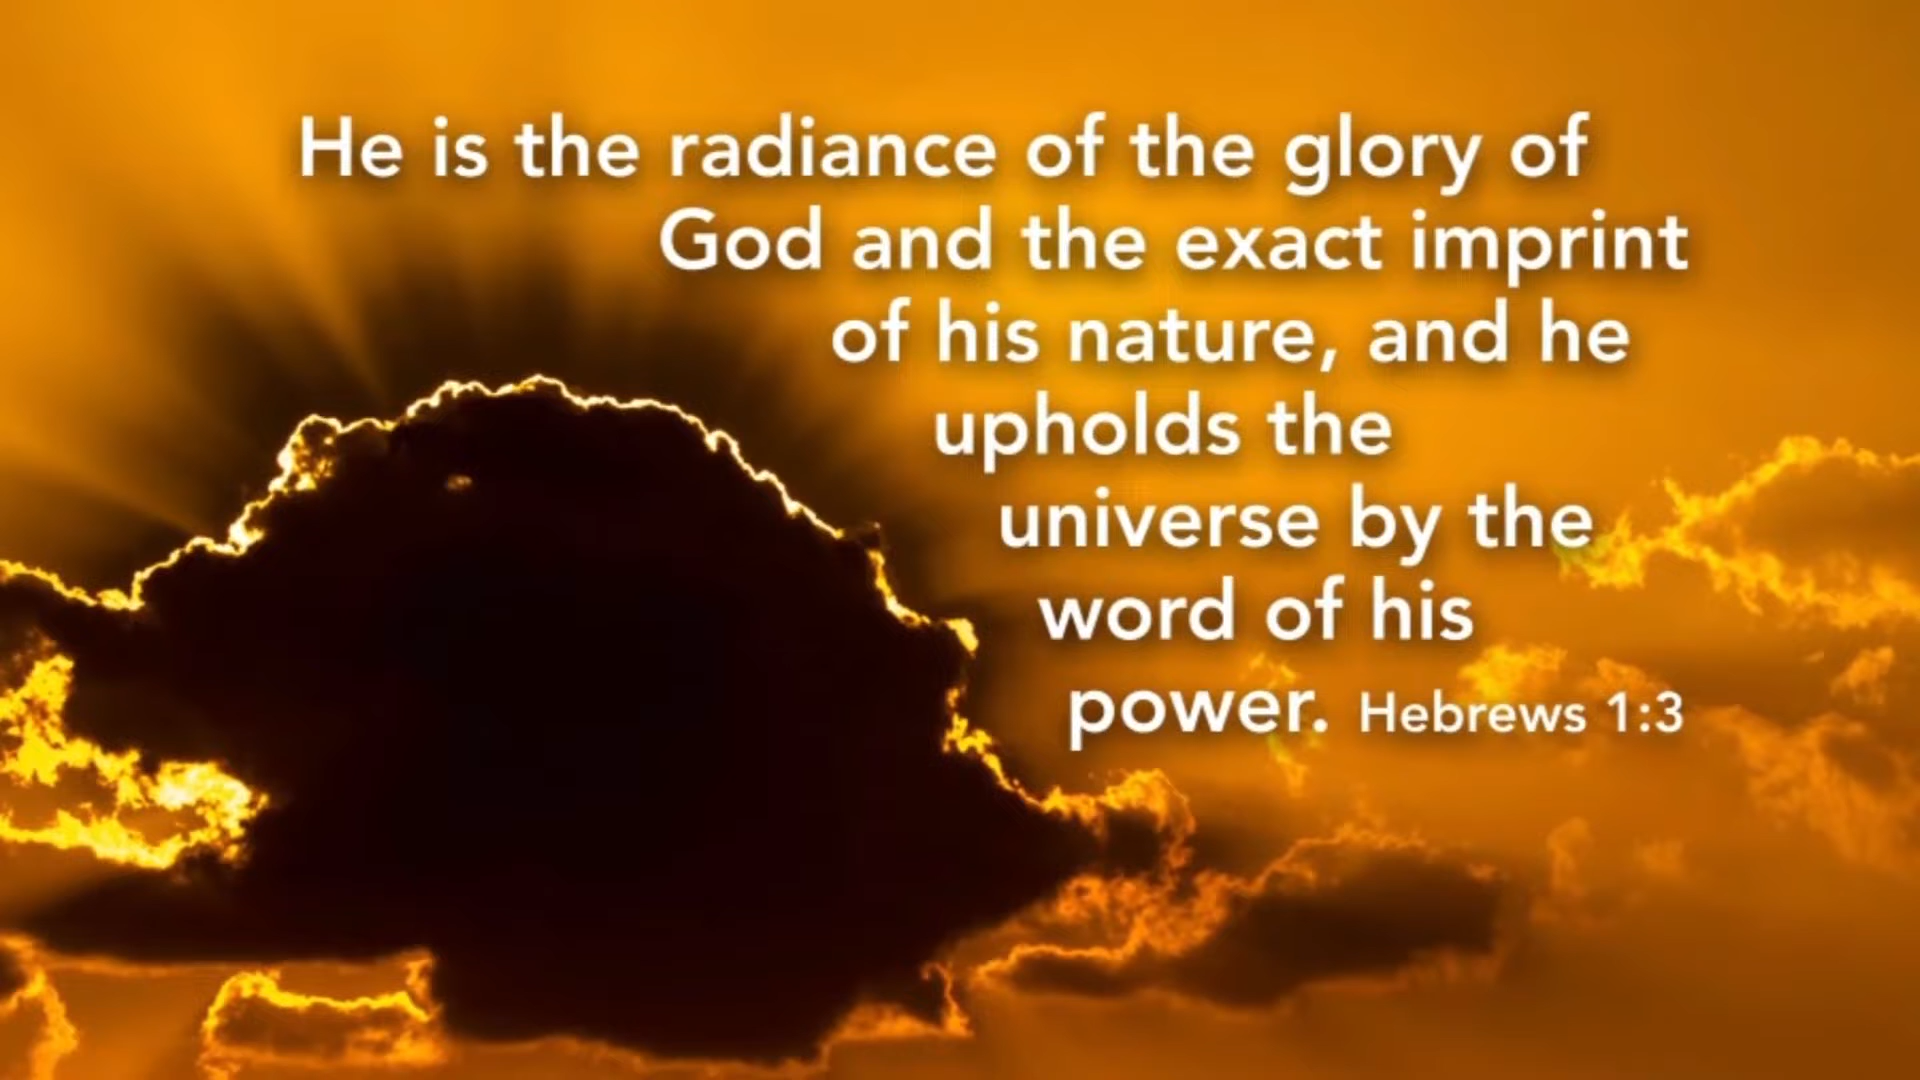 He is the radiance of the glory of
God and the exact imprint
of his nature, and he
upholds the
universe by the
word of his
power. Hebrews 1:3